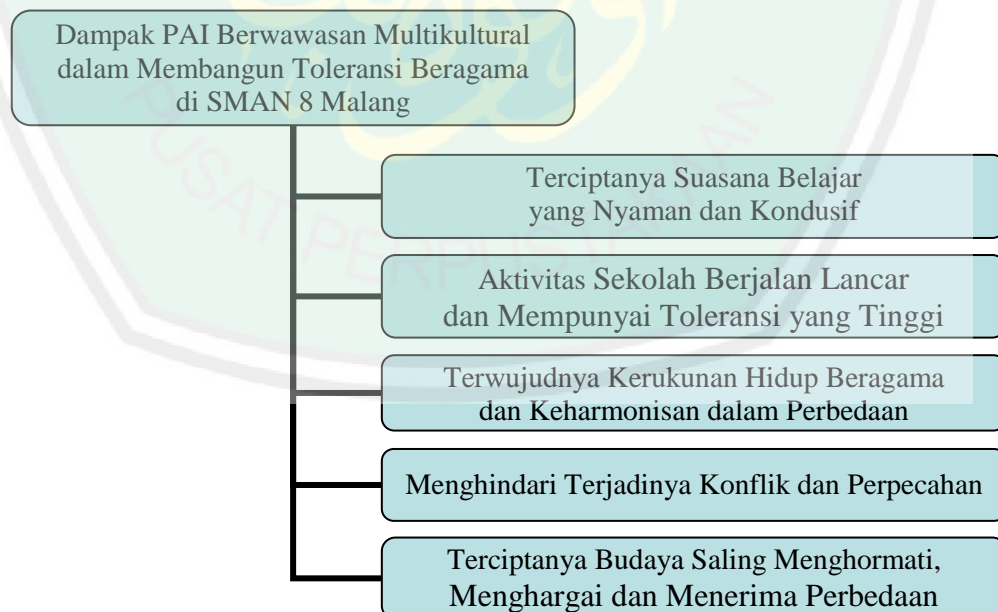 Dampak PAI Berwawasan Multikultural
dalam Membangun Toleransi Beragama
di SMAN 8 Malang
Terciptanya Suasana Belajar
yang Nyaman dan Kondusif
Aktivitas Sekolah Berjalan Lancar
dan Mempunyai Toleransi yang Tinggi
Terwujudnya Kerukunan Hidup Beragama
dan Keharmonisan dalam Perbedaan
Menghindari Terjadinya Konflik dan Perpecahan
Terciptanya Budaya Saling Menghormati,
Menghargai dan Menerima Perbedaan
PUSAT PERPUSTAKAAN